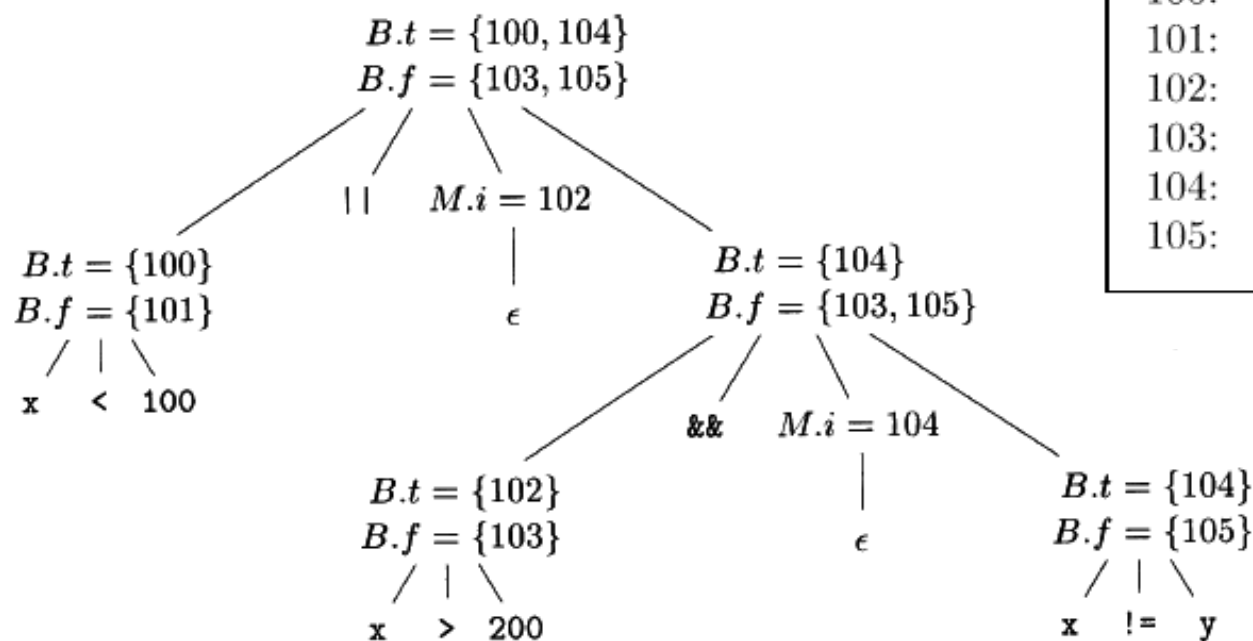 B.t = {100, 104}
B.f = {103, 105}
||
M.i = 102
ϵ
B.t = {100}
B.f = {101}
x < 100
B.t = {104}
B.f = {103, 105}
&&
M.i = 104
ϵ
B.t = {102}
B.f = {103}
x > 200
B.t = {104}
B.f = {105}
x != y
100:
101:
102:
103:
104:
105: